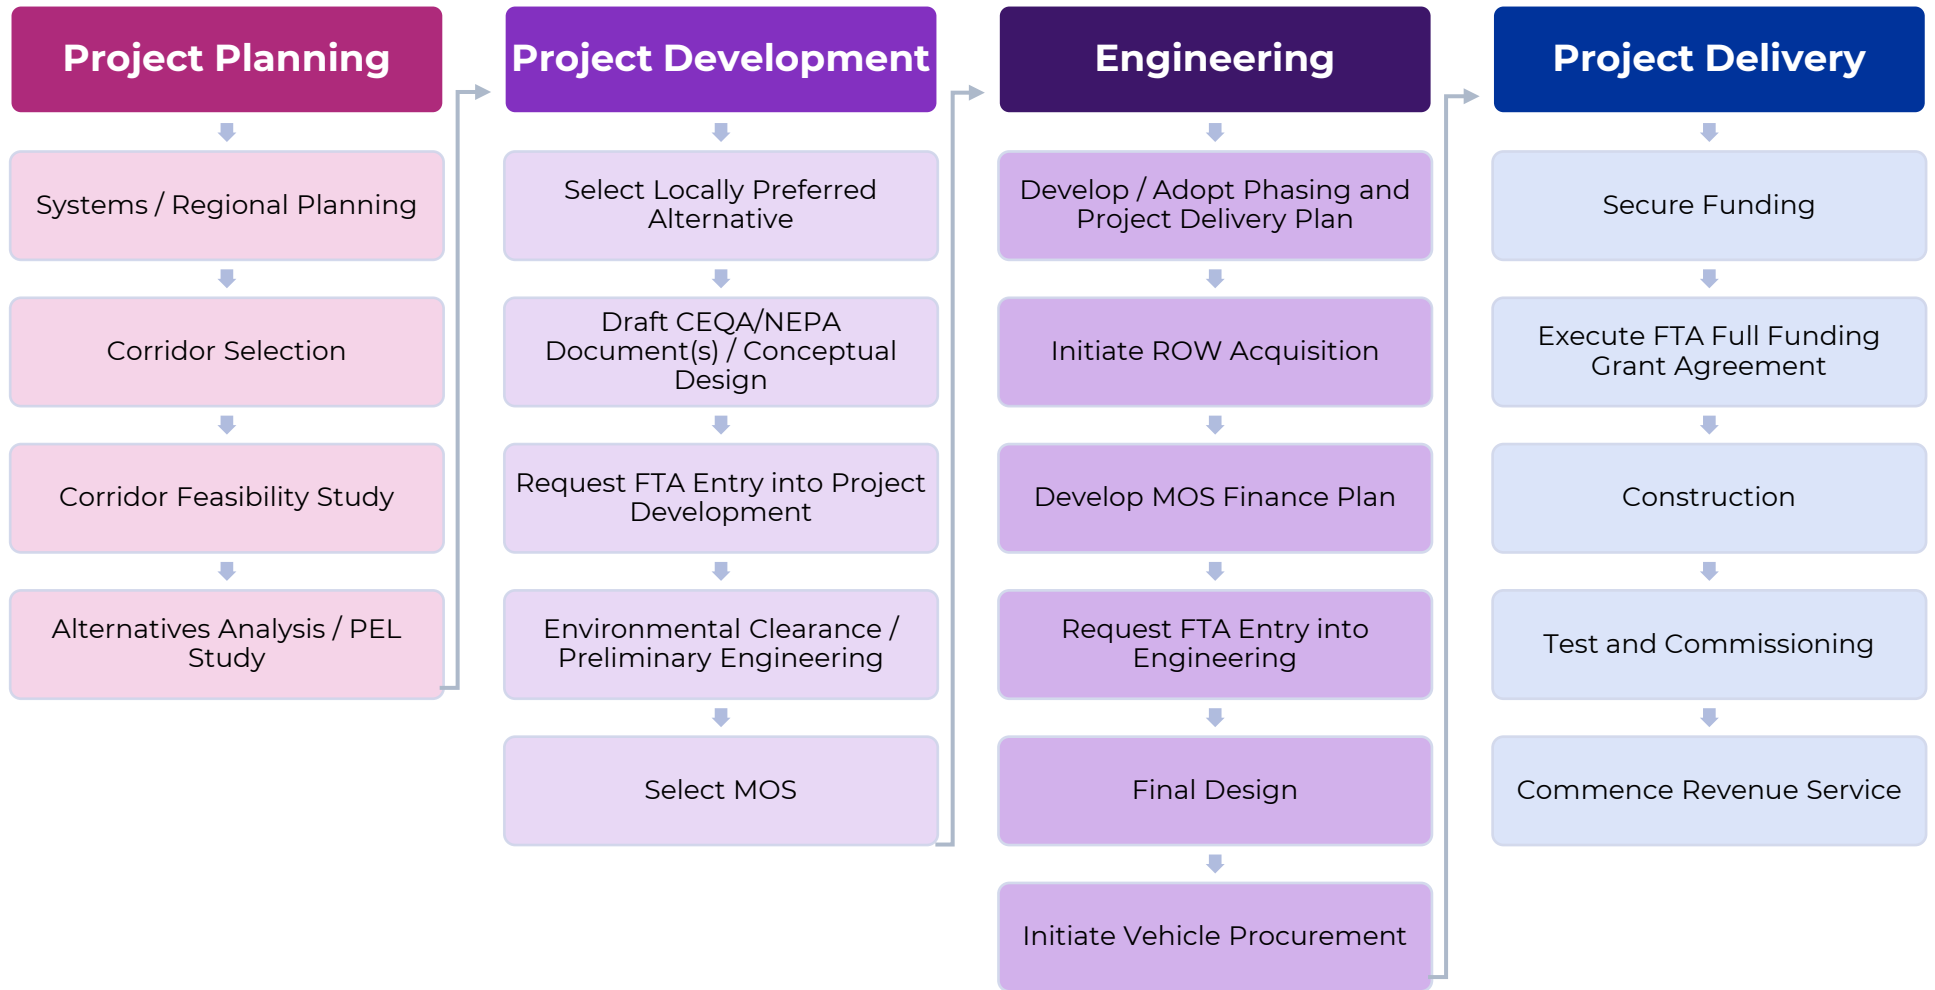 Project Planning
Systems / Regional Planning
Corridor Selection
Corridor Feasibility Study
Alternatives Analysis / PEL
Study
Project Development
Select Locally Preferred
Alternative
Draft CEQA/NEPA
Document(s) / Conceptual
Design
Request FTA Entry into Project
Development
Environmental Clearance /
Preliminary Engineering
Select MOS
Engineering
Develop / Adopt Phasing and
Project Delivery Plan
Initiate ROW Acquisition
Develop MOS Finance Plan
Request FTA Entry into
Engineering
Final Design
Initiate Vehicle Procurement
Project Delivery
Secure Funding
Execute FTA Full Funding
Grant Agreement
Construction
Test and Commissioning
Commence Revenue Service